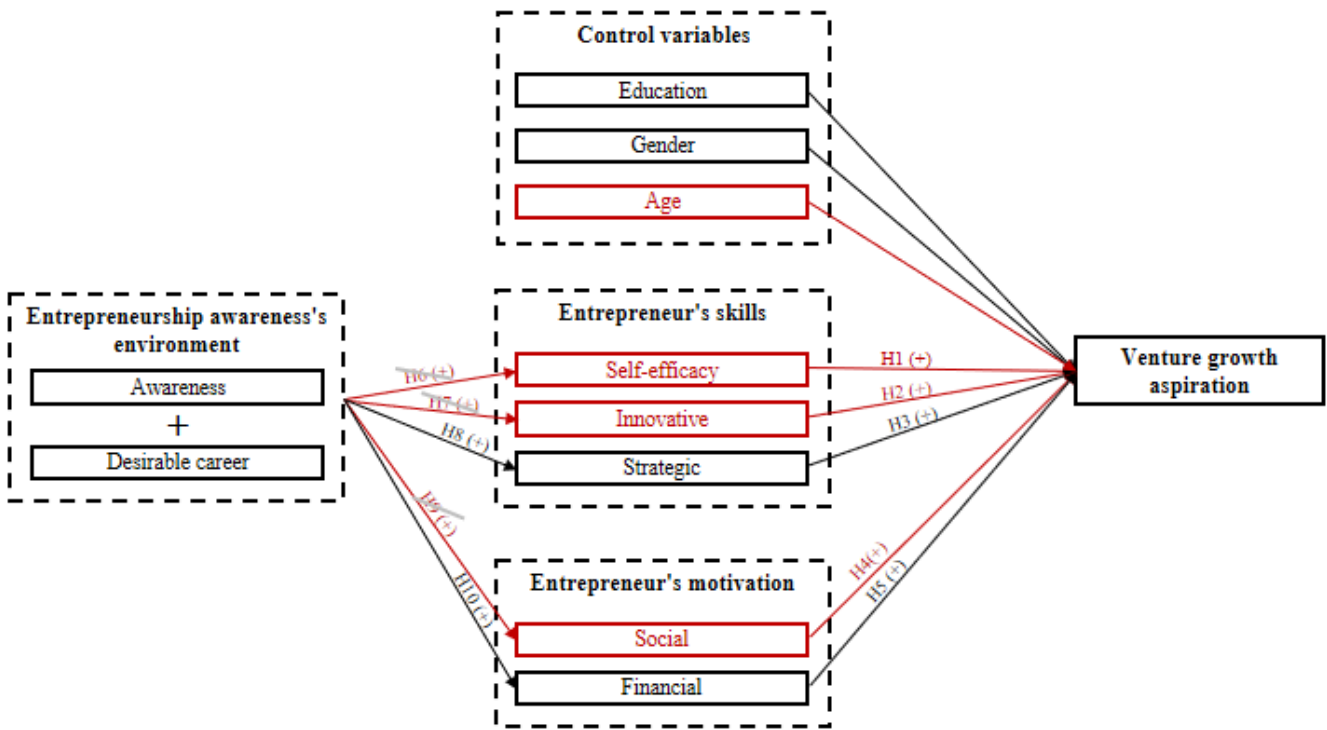 Control variables
Education
Gender
Age
Entrepreneurship awareness's
environment
Awareness
+
Desirable career
H6 (+)
H7 (+)
H8 (+)
H9 (+)
H10 (+)
Entrepreneur's skills
Self-efficacy
Innovative
Strategic
Entrepreneur's motivation
Social
Financial
H1 (+)
H2 (+)
H3 (+)
H4(+)
H5 (+)
Venture growth
aspiration